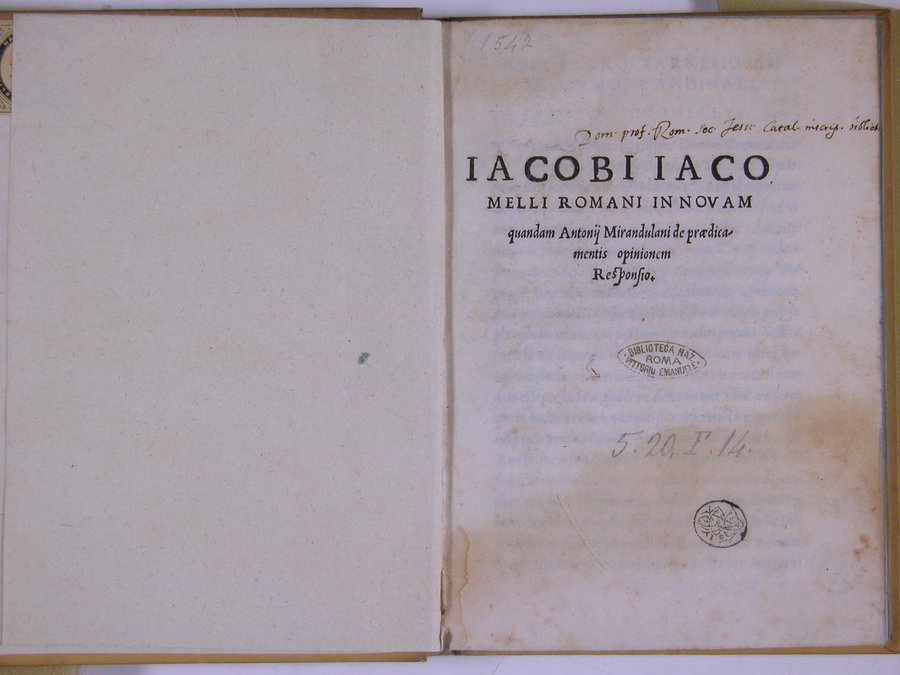 1542
Dom. prof. Rom. Soc. Jesu Catal. inscrip. biblioth
IACOBI IACO
MELLI ROMANI IN NOVAM
quandam Antonij Mirandulani de prædica-
mentis opinionem
Responsio.
BIBLIOTECA NAZ.
ROMA
VITTORIO EMANUELE
5. 20. F. 14.